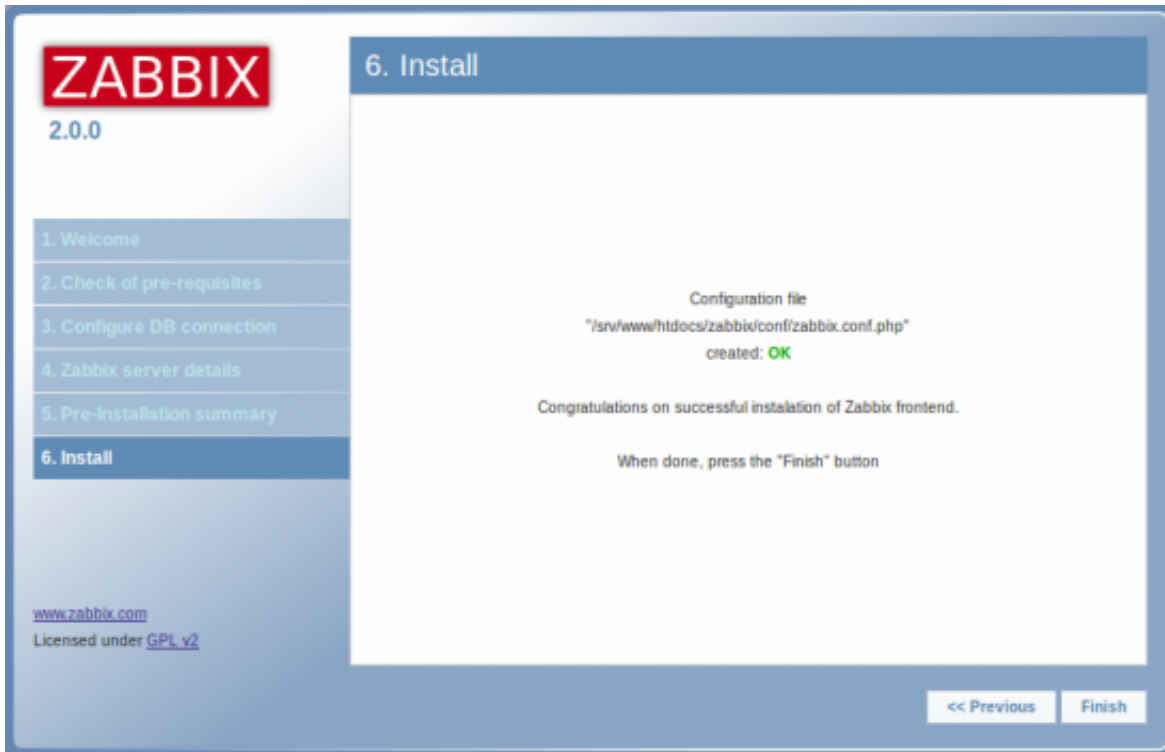 ZABBIX
2.0.0
1. Welcome
2. Check of pre-requisites
3. Configure DB connection
4. Zabbix server details
5. Pre-Installation summary
6. Install
www.zabbix.com
Licensed under GPL v2
6. Install
Configuration file
"/srv/www/htdocs/zabbix/conf/zabbix.conf.php"
created: OK
Congratulations on successful instalation of Zabbix frontend.
When done, press the "Finish" button
<< Previous
Finish